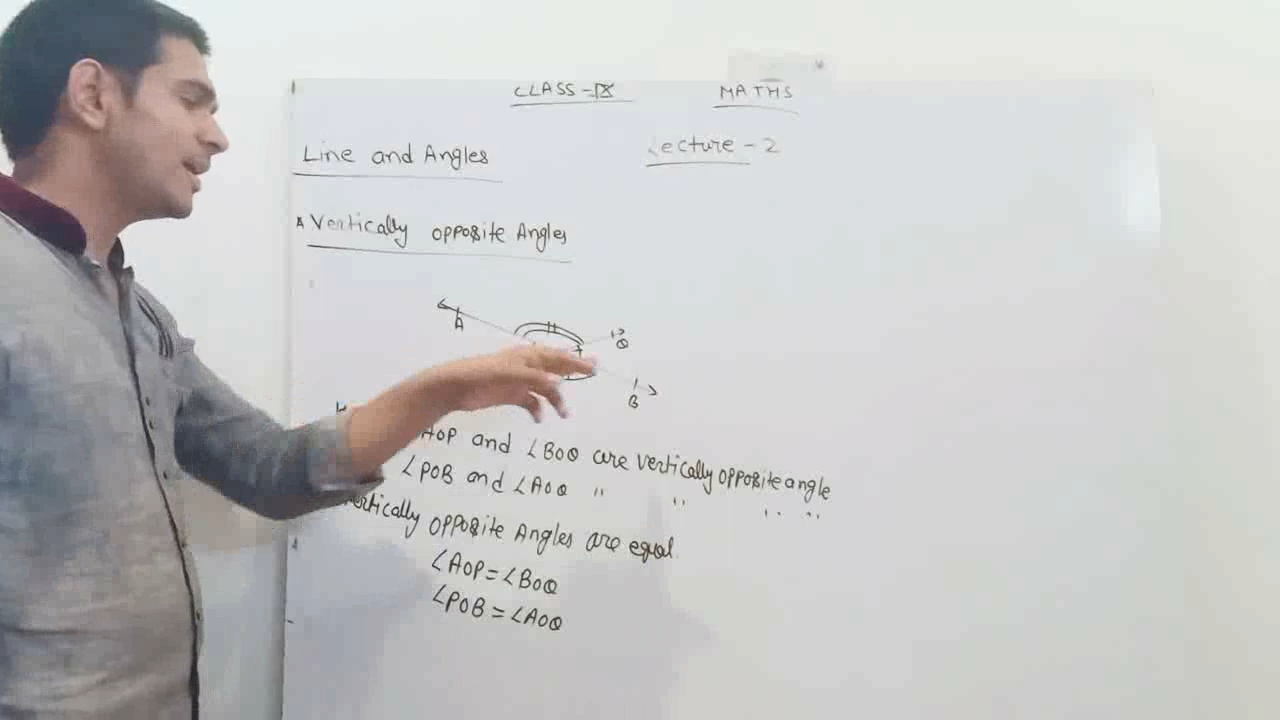 CLASS-IX
MATHS
Line and Angles
Lecture-2
Vertically opposite Angles
A
Q
B
AOP and ∠BOQ are vertically opposite angle
∠POB and ∠AOQ " " " "
opposite Angles are equal.
∠AOP=∠BOQ
∠POB=∠AOQ